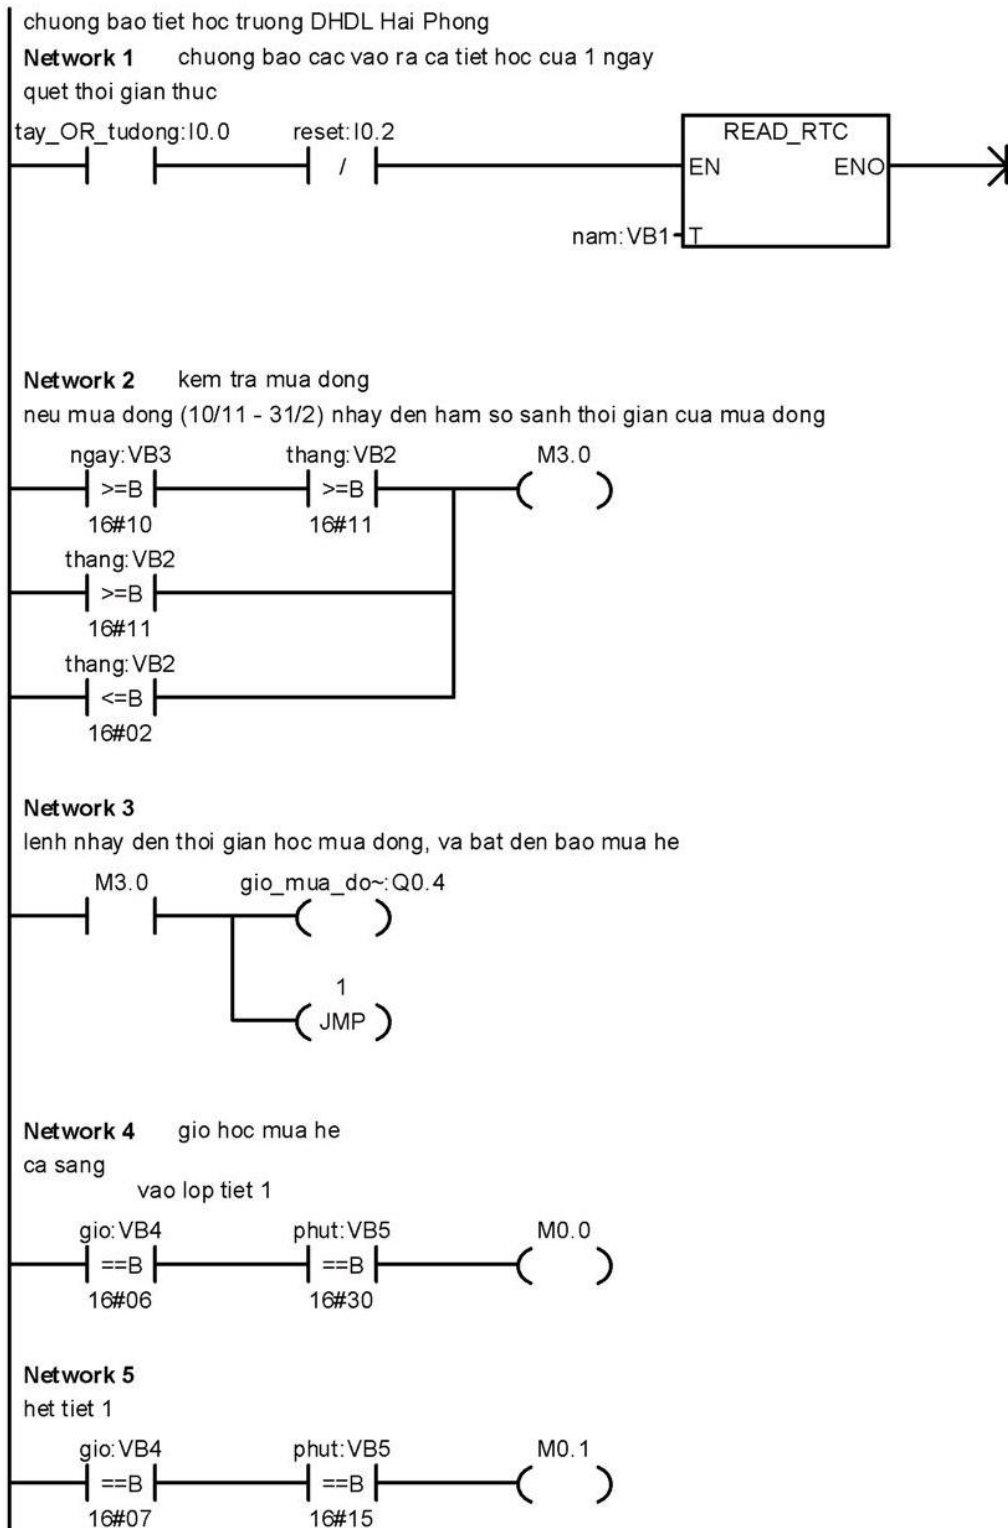 chuong bao tiet hoc truong DHDL Hai Phong
Network 1 chuong bao cac vao ra ca tiet hoc cua 1 ngay
quet thoi gian thuc
tay_OR_tudong:I0.0 reset:I0.2 READ_RTC
/ EN ENO
nam:VB1 T
Network 2 kem tra mua dong
neu mua dong (10/11 - 31/2) nhay den ham so sanh thoi gian cua mua dong
ngay:VB3 thang:VB2 M3.0
>=B >=B
16#10 16#11
thang:VB2
>=B
16#11
thang:VB2
<=B
16#02
Network 3
lenh nhay den thoi gian hoc mua dong, va bat den bao mua he
M3.0 gio_mua_do~:Q0.4
1
JMP
Network 4 gio hoc mua he
ca sang
vao lop tiet 1
gio:VB4 phut:VB5 M0.0
==B ==B
16#06 16#30
Network 5
het tiet 1
gio:VB4 phut:VB5 M0.1
==B ==B
16#07 16#15